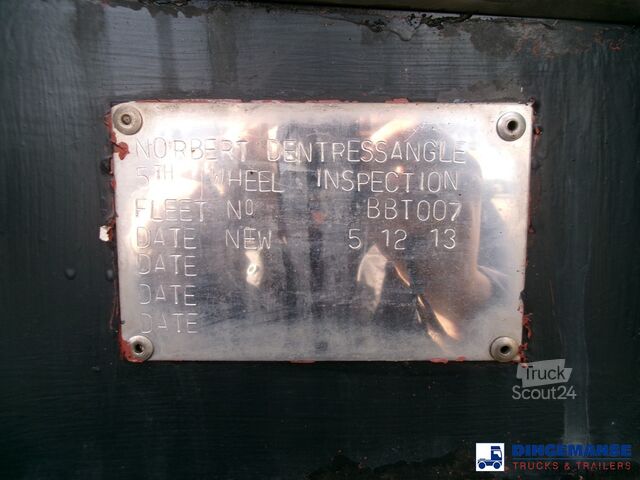 NORBERT DENTRESSANGLE
5TH WHEEL INSPECTION
FLEET NO BBT007
DATE NEW 5 12 13
DATE
DATE
DATE
Truck
Scout24
DINGEMANSE
TRUCKS & TRAILERS